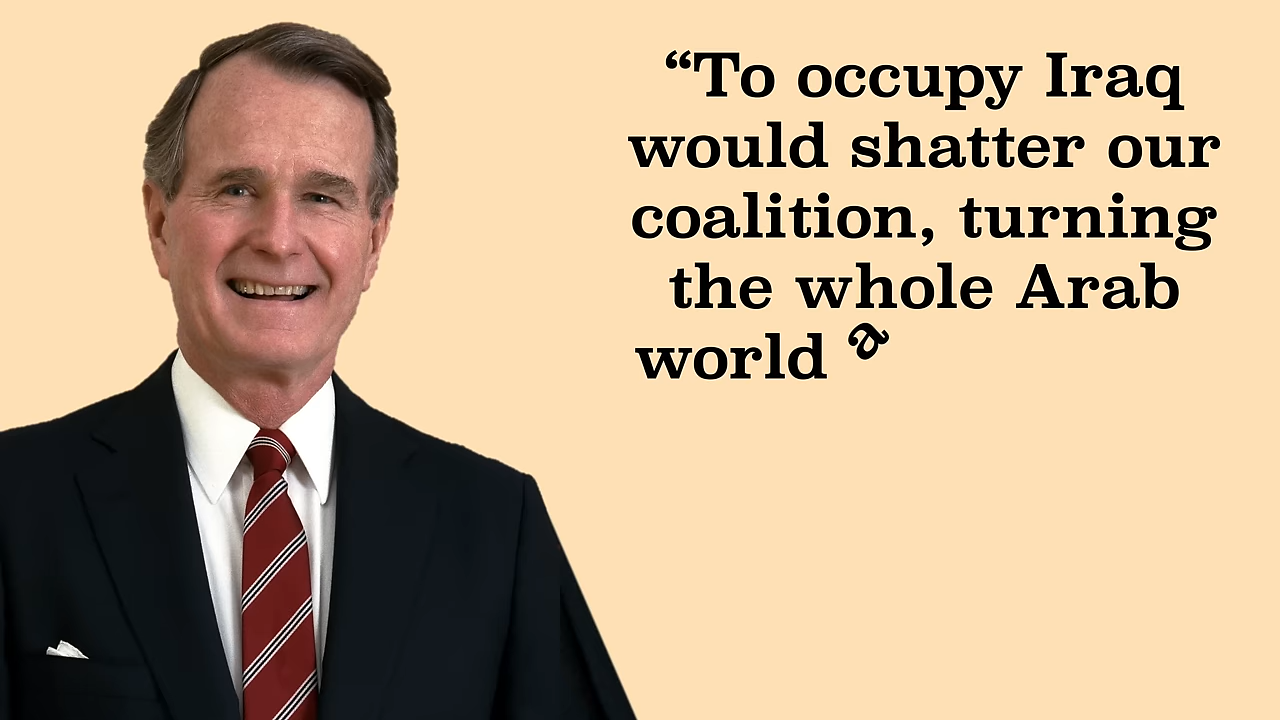 “To occupy Iraq
would shatter our
coalition, turning
the whole Arab
world a